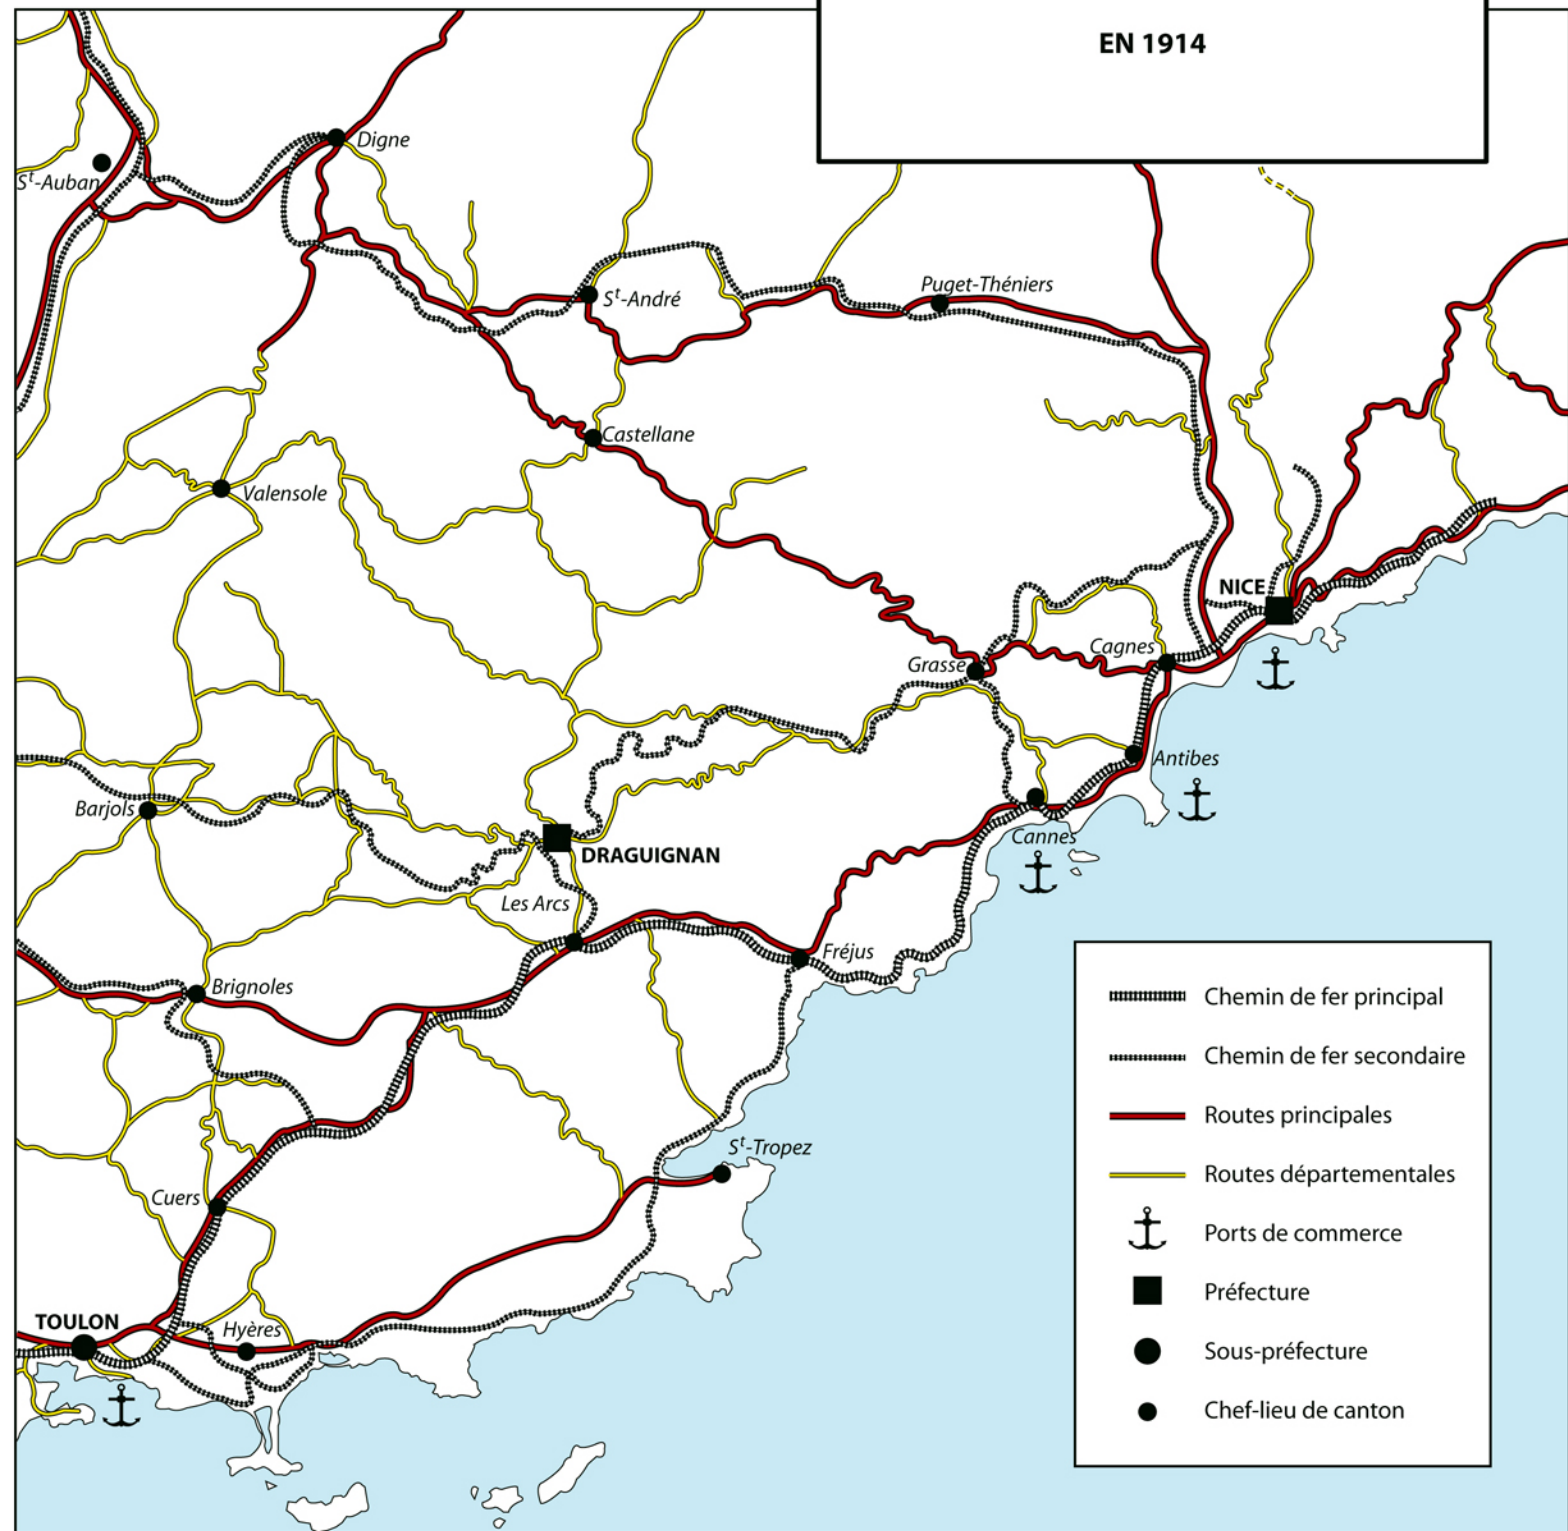 EN 1914
Digne
St-Auban
Puget-Théniers
St-André
Castellane
Valensole
NICE
Cagnes
Grasse
Antibes
Barjols
Cannes
DRAGUIGNAN
Les Arcs
Fréjus
Brignoles
Chemin de fer principal
Chemin de fer secondaire
Routes principales
St-Tropez
Routes départementales
Cuers
Ports de commerce
Préfecture
TOULON
Hyères
Sous-préfecture
Chef-lieu de canton